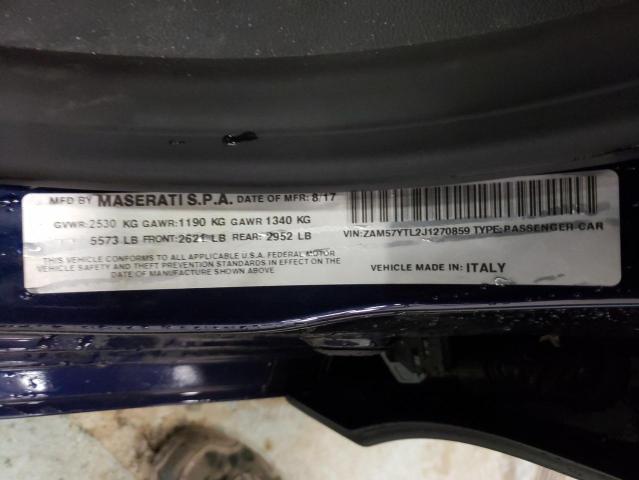 MFD BY MASERATI S.P.A. DATE OF MFR: 8/17
GVWR: 2530 KG GAWR: 1190 KG GAWR 1340 KG
5573 LB FRONT: 2621 LB REAR: 2952 LB
THIS VEHICLE CONFORMS TO ALL APPLICABLE U.S.A. FEDERAL MOTOR
VEHICLE SAFETY AND THEFT PREVENTION STANDARDS IN EFFECT ON THE
DATE OF MANUFACTURE SHOWN ABOVE
VIN: ZAM57YTL2J1270859 TYPE: PASSENGER CAR
VEHICLE MADE IN: ITALY